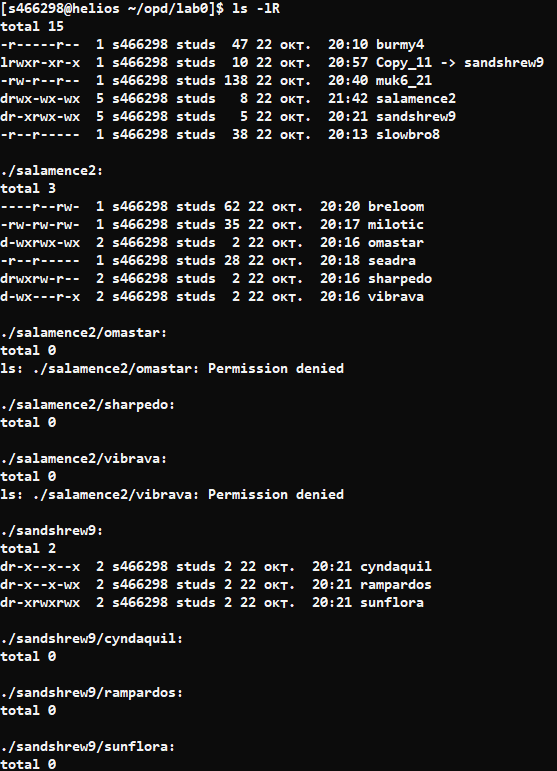 [s466298@helios ~/opd/lab0]$ ls -lR
total 15
-r-----r--  1 s466298 studs   47 22 окт.  20:10 burmy4
lrwxr-xr-x  1 s466298 studs   10 22 окт.  20:57 Copy_11 -> sandshrew9
-rw-r--r--  1 s466298 studs  138 22 окт.  20:40 muk6_21
drwx-wx-wx  5 s466298 studs    8 22 окт.  21:42 salamence2
dr-xrwx-wx  5 s466298 studs    5 22 окт.  20:21 sandshrew9
-r--r-----  1 s466298 studs   38 22 окт.  20:13 slowbro8

./salamence2:
total 3
----r--rw-  1 s466298 studs 62 22 окт.  20:20 breloom
-rw-rw-rw-  1 s466298 studs 35 22 окт.  20:17 milotic
d-wxrwx-wx  2 s466298 studs  2 22 окт.  20:16 omastar
-r--r-----  1 s466298 studs 28 22 окт.  20:18 seadra
drwxrw-r--  2 s466298 studs  2 22 окт.  20:16 sharpedo
d-wx---r-x  2 s466298 studs  2 22 окт.  20:16 vibrava

./salamence2/omastar:
total 0
ls: ./salamence2/omastar: Permission denied

./salamence2/sharpedo:
total 0

./salamence2/vibrava:
total 0
ls: ./salamence2/vibrava: Permission denied

./sandshrew9:
total 2
dr-x--x--x  2 s466298 studs 2 22 окт.  20:21 cyndaquil
dr-x--x-wx  2 s466298 studs 2 22 окт.  20:21 rampardos
dr-xrwxrwx  2 s466298 studs 2 22 окт.  20:21 sunflora

./sandshrew9/cyndaquil:
total 0

./sandshrew9/rampardos:
total 0

./sandshrew9/sunflora:
total 0